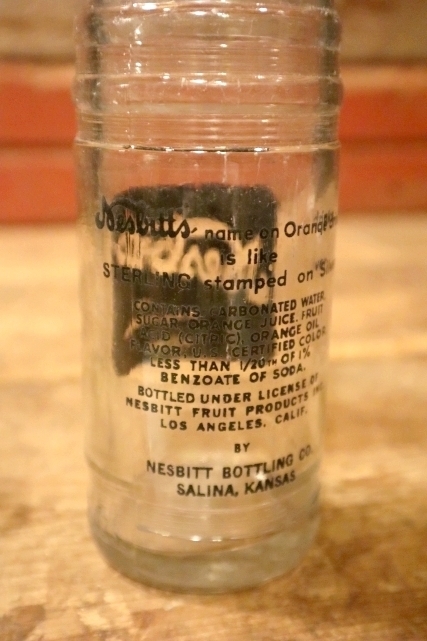 Nesbitt's name on Orange
is like
STERLING stamped on
CONTAINS CARBONATED WATER,
SUGAR, ORANGE JUICE, FRUIT
ACID (CITRIC), ORANGE OIL
FLAVOR, U.S. CERTIFIED COLOR
LESS THAN 1/20TH OF 1%
BENZOATE OF SODA.
BOTTLED UNDER LICENSE OF
NESBITT FRUIT PRODUCTS
LOS ANGELES, CALIF.
BY
NESBITT BOTTLING CO.
SALINA, KANSAS